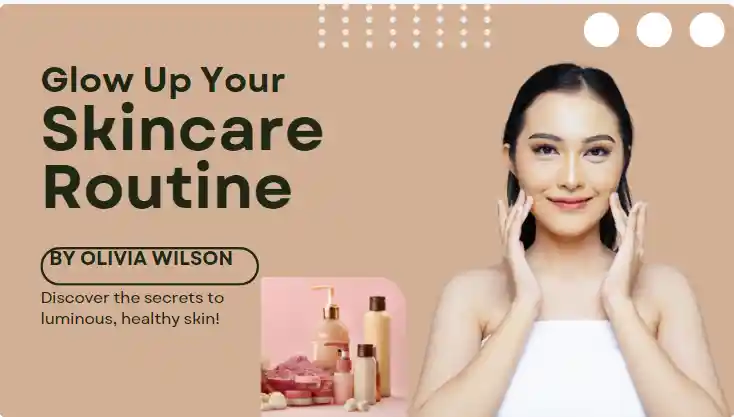 Glow Up Your
Skincare
Routine
BY OLIVIA WILSON
Discover the secrets to
luminous, healthy skin!